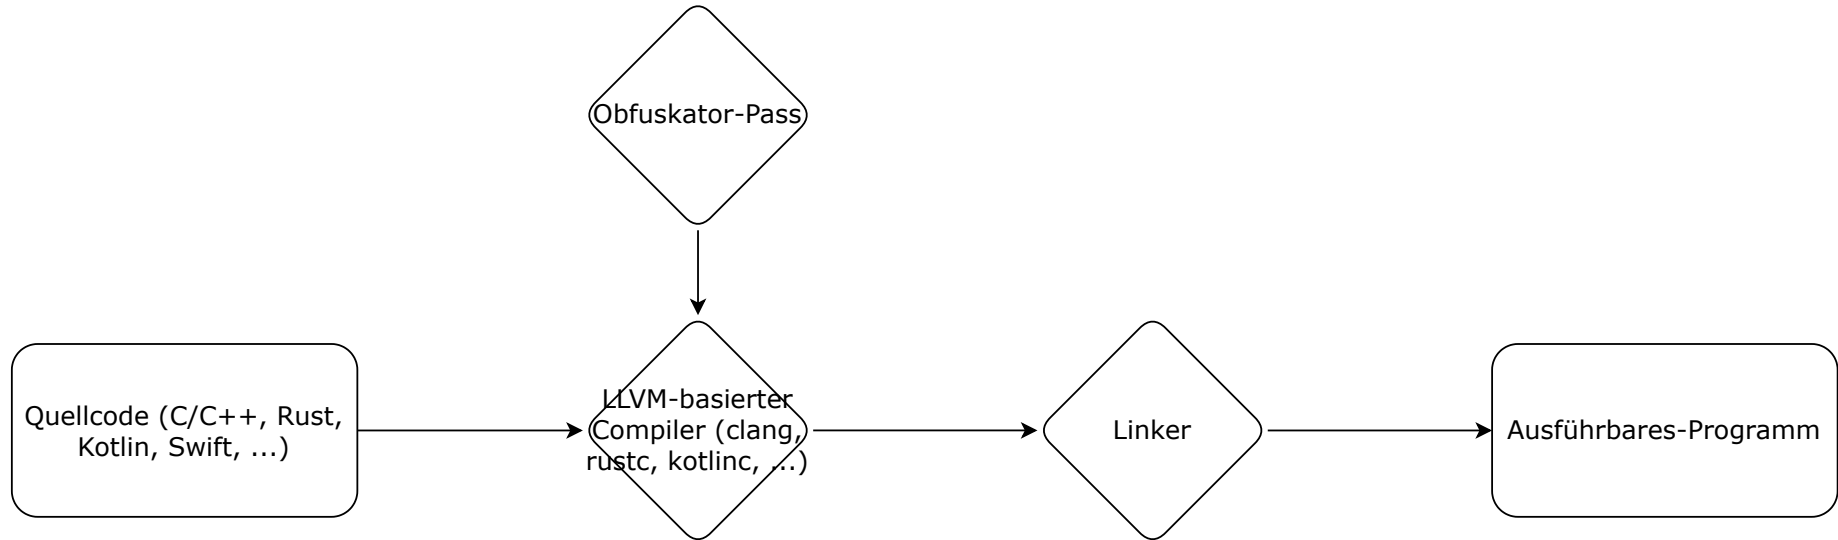 Obfuskator-Pass
Quellcode (C/C++, Rust,
Kotlin, Swift, ...)
LLVM-basierter
Compiler (clang,
rustc, kotlinc, ...)
Linker
Ausführbares-Programm